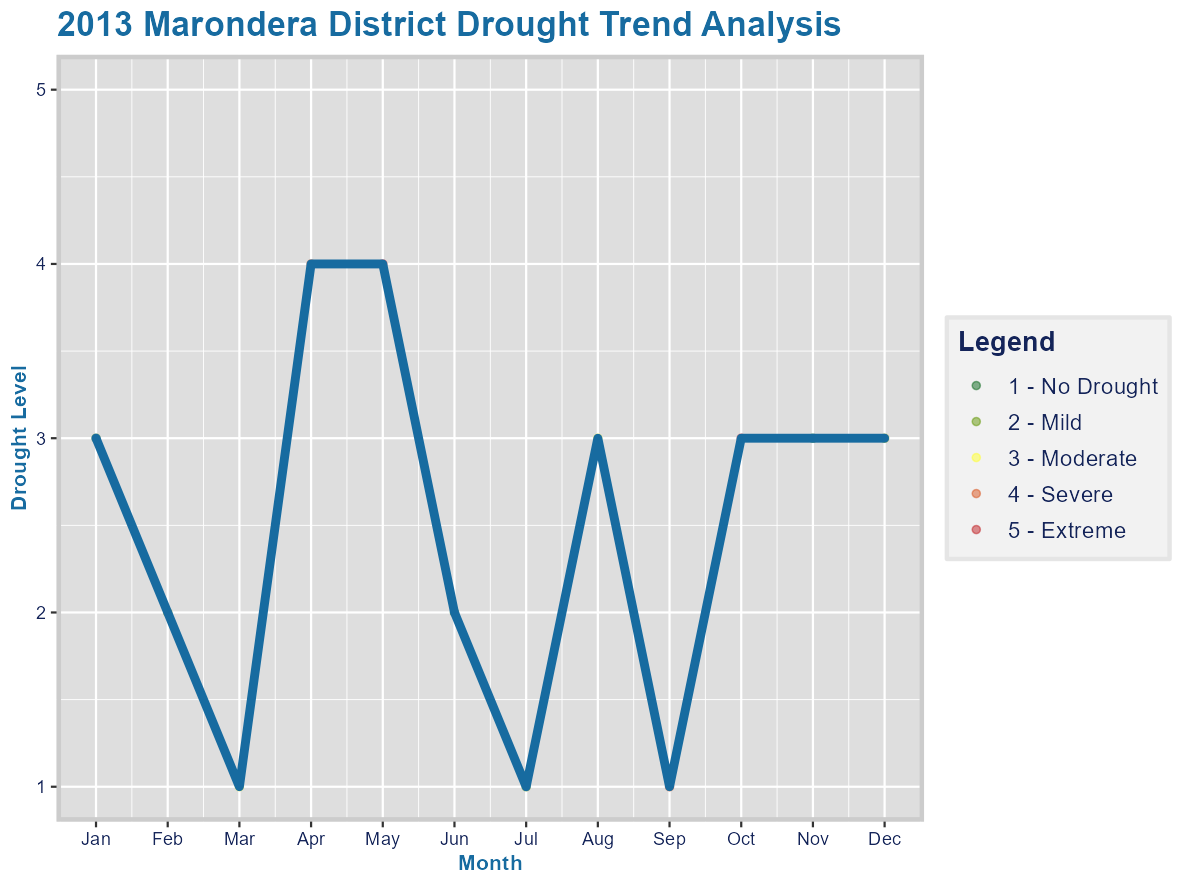 2013 Marondera District Drought Trend Analysis
Drought Level
5
4
3
2
1
Jan Feb Mar Apr May Jun Jul Aug Sep Oct Nov Dec
Month
Legend
1 - No Drought
2 - Mild
3 - Moderate
4 - Severe
5 - Extreme